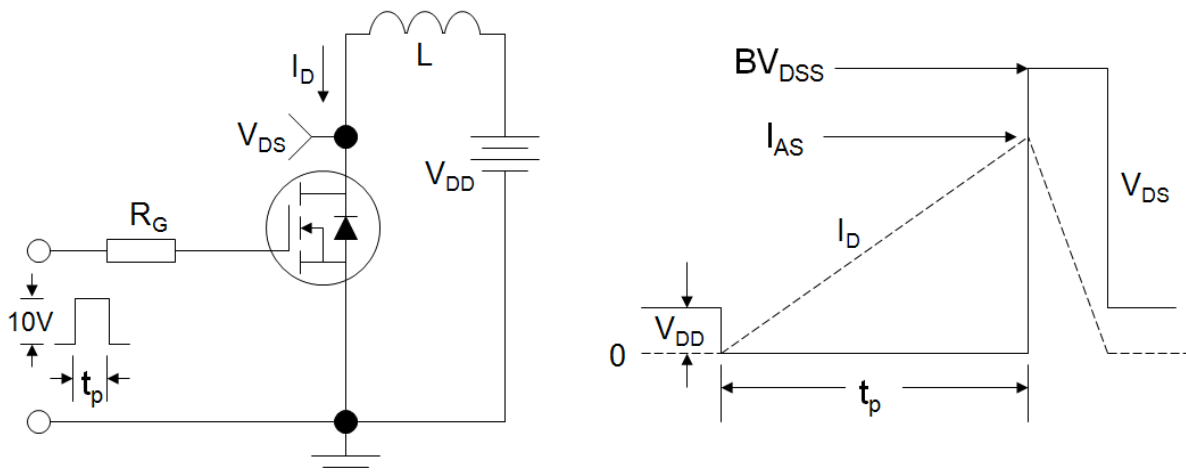 L
I_D
V_DS
V_DD
R_G
10V
t_p
BV_DSS
I_AS
V_DS
I_D
V_DD
0
t_p